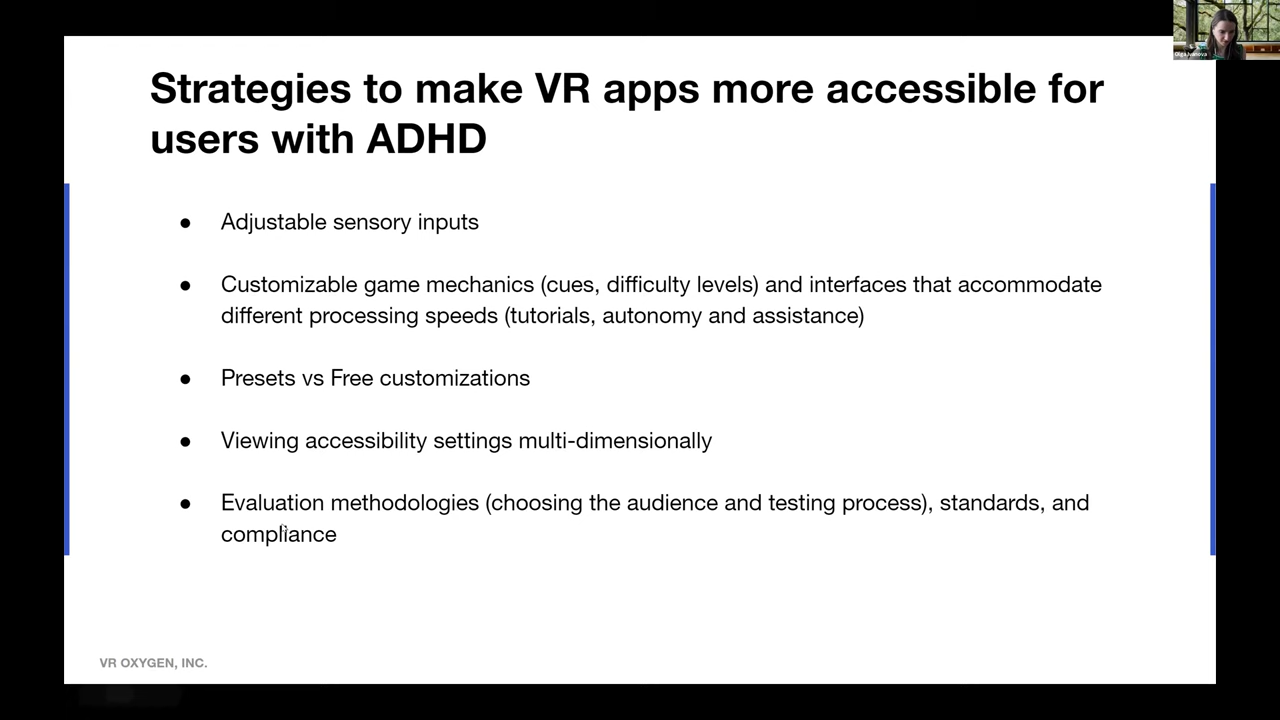 Olga Ivanova
Strategies to make VR apps more accessible for
users with ADHD
● Adjustable sensory inputs
● Customizable game mechanics (cues, difficulty levels) and interfaces that accommodate
different processing speeds (tutorials, autonomy and assistance)
● Presets vs Free customizations
● Viewing accessibility settings multi-dimensionally
● Evaluation methodologies (choosing the audience and testing process), standards, and
compliance
VR OXYGEN, INC.